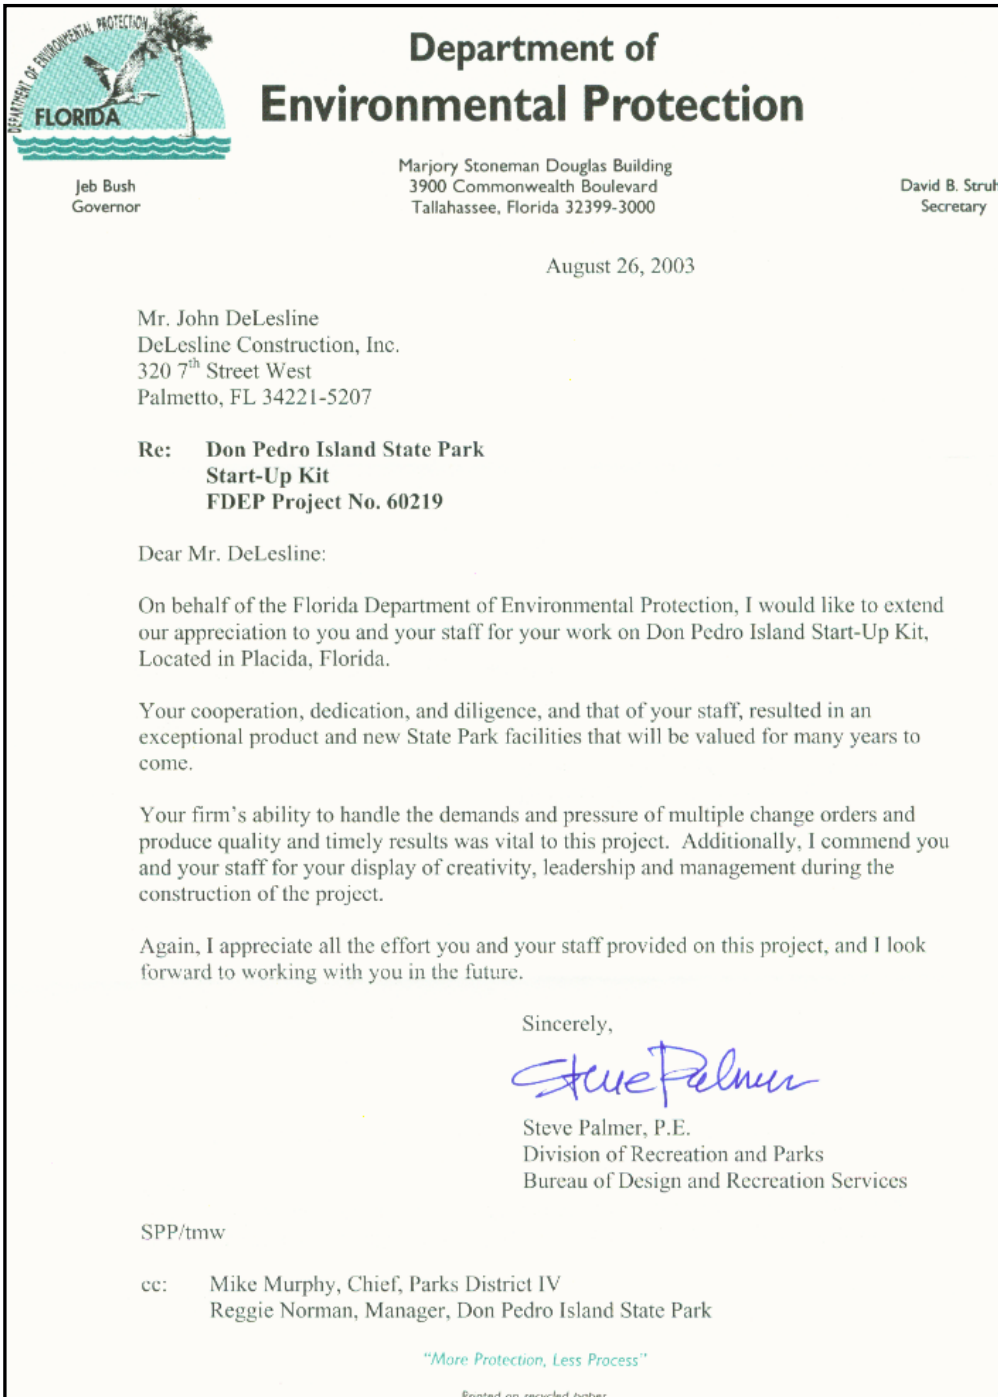 DEPARTMENT OF ENVIRONMENTAL PROTECTION
FLORIDA
Department of
Environmental Protection
Jeb Bush
Governor
Marjory Stoneman Douglas Building
3900 Commonwealth Boulevard
Tallahassee, Florida 32399-3000
David B. Struh
Secretary
August 26, 2003
Mr. John DeLesline
DeLesline Construction, Inc.
320 7th Street West
Palmetto, FL 34221-5207
Re: Don Pedro Island State Park
Start-Up Kit
FDEP Project No. 60219
Dear Mr. DeLesline:
On behalf of the Florida Department of Environmental Protection, I would like to extend
our appreciation to you and your staff for your work on Don Pedro Island Start-Up Kit,
Located in Placida, Florida.
Your cooperation, dedication, and diligence, and that of your staff, resulted in an
exceptional product and new State Park facilities that will be valued for many years to
come.
Your firm's ability to handle the demands and pressure of multiple change orders and
produce quality and timely results was vital to this project. Additionally, I commend you
and your staff for your display of creativity, leadership and management during the
construction of the project.
Again, I appreciate all the effort you and your staff provided on this project, and I look
forward to working with you in the future.
Sincerely,
Steve Palmer
Steve Palmer, P.E.
Division of Recreation and Parks
Bureau of Design and Recreation Services
SPP/tmw
cc: Mike Murphy, Chief, Parks District IV
Reggie Norman, Manager, Don Pedro Island State Park
"More Protection, Less Process"
Printed on recycled paper.